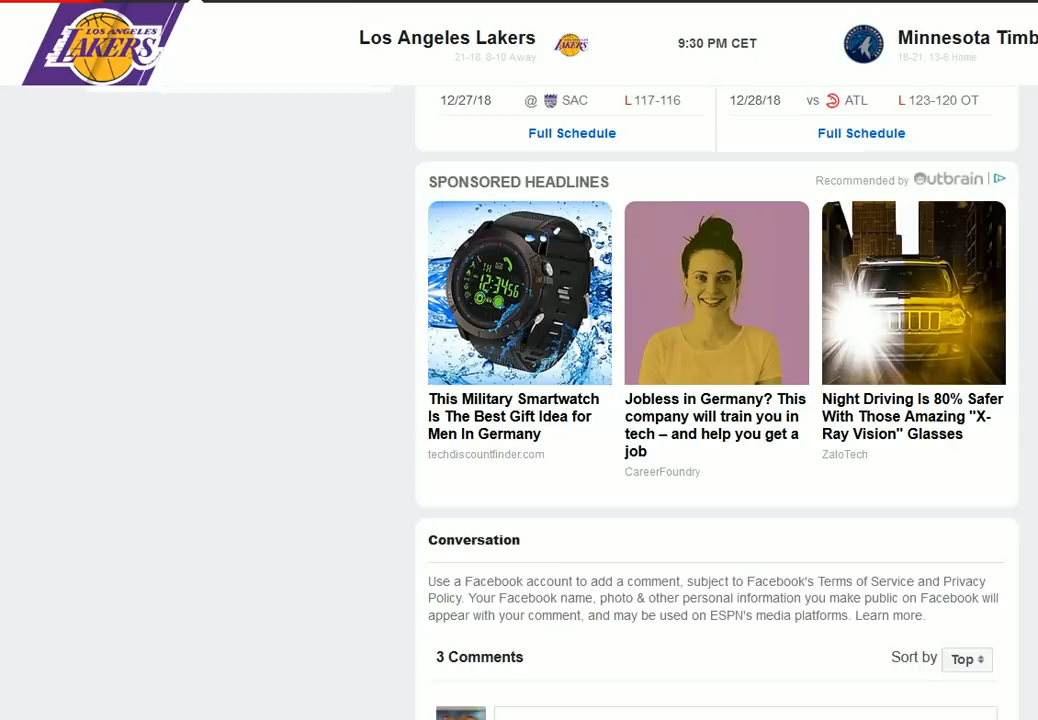 LOS ANGELES
LAKERS
Los Angeles Lakers
21-18, 8-10 Away
LAKERS
9:30 PM CET
Minnesota Timb
18-21, 13-6 Home
12/27/18 @ SAC L 117-116
12/28/18 vs ATL L 123-120 OT
Full Schedule
Full Schedule
SPONSORED HEADLINES
Recommended by Outbrain
TH
12:3456
This Military Smartwatch
Is The Best Gift Idea for
Men In Germany
techdiscountfinder.com
Jobless in Germany? This
company will train you in
tech – and help you get a
job
CareerFoundry
Night Driving Is 80% Safer
With Those Amazing "X-
Ray Vision" Glasses
ZaloTech
Conversation
Use a Facebook account to add a comment, subject to Facebook's Terms of Service and Privacy
Policy. Your Facebook name, photo & other personal information you make public on Facebook will
appear with your comment, and may be used on ESPN's media platforms. Learn more.
3 Comments
Sort by Top